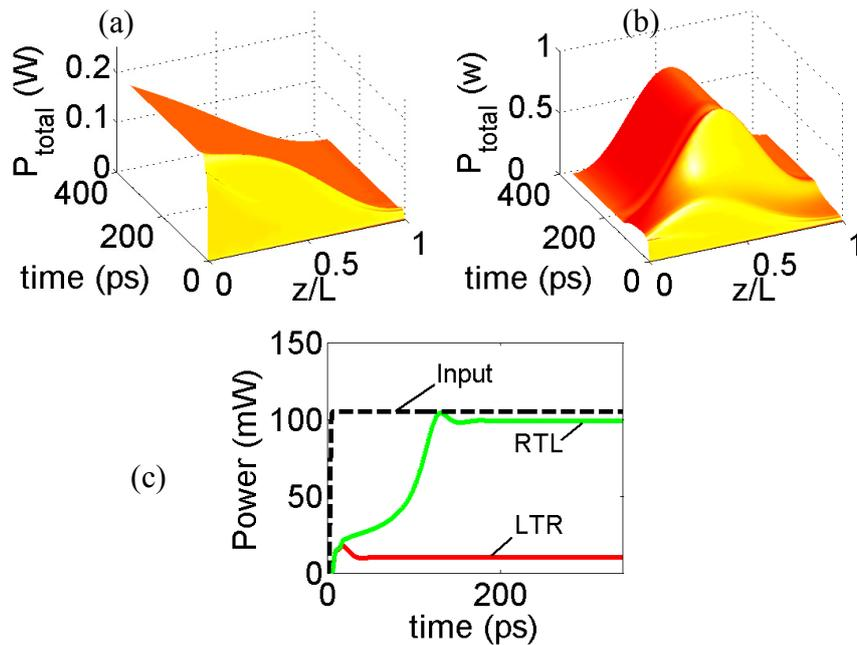 (a)
P_total (W)
0.2
0.1
0
400
200
0
time (ps)
0
0.5
1
z/L
(b)
P_total (w)
1
0.5
0
400
200
0
time (ps)
0
0.5
1
z/L
(c)
Power (mW)
150
100
50
0
Input
RTL
LTR
0
200
time (ps)